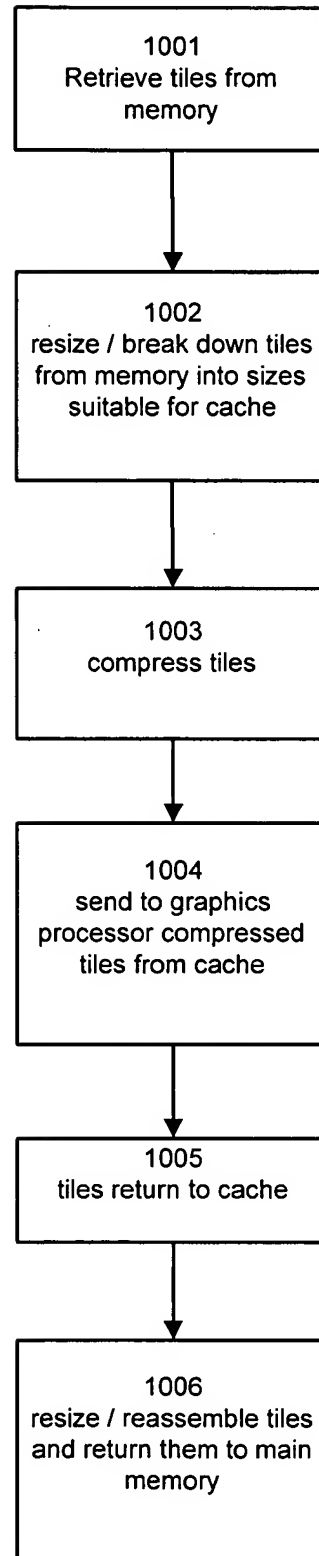 1001
Retrieve tiles from
memory
1002
resize / break down tiles
from memory into sizes
suitable for cache
1003
compress tiles
1004
send to graphics
processor compressed
tiles from cache
1005
tiles return to cache
1006
resize / reassemble tiles
and return them to main
memory